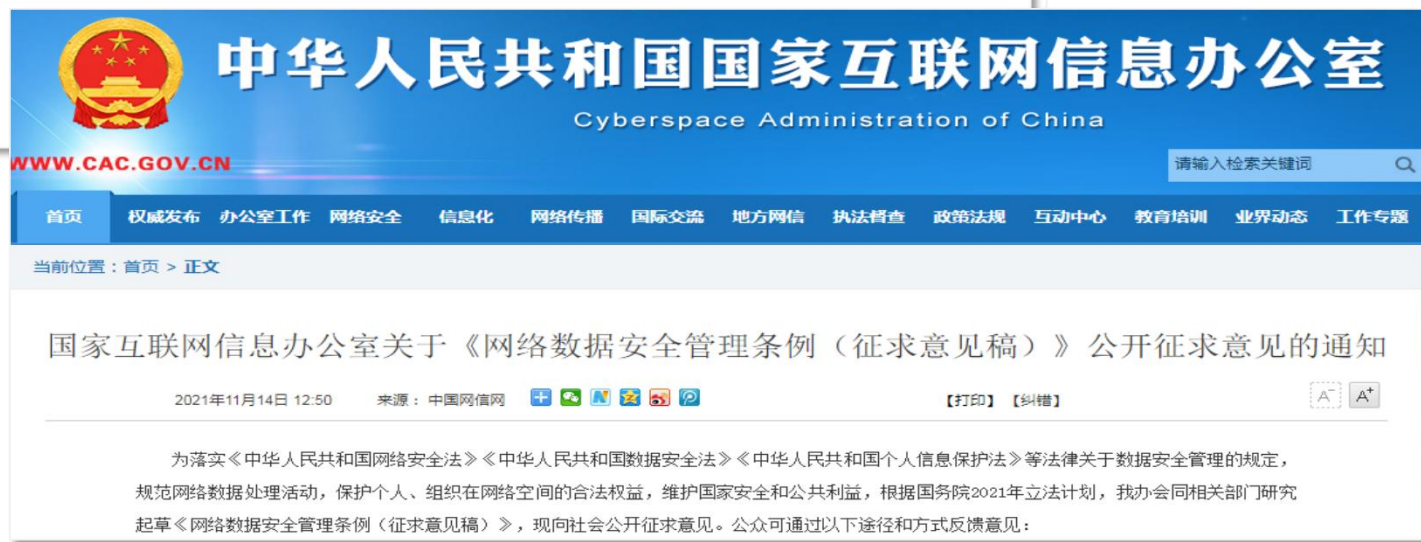 中华人民共和国国家互联网信息办公室
Cyberspace Administration of China
WWW.CAC.GOV.CN
请输入检索关键词
首页 权威发布 办公室工作 网络安全 信息化 网络传播 国际交流 地方网信 执法督查 政策法规 互动中心 教育培训 业界动态 工作专题
当前位置：首页 > 正文
国家互联网信息办公室关于《网络数据安全管理条例（征求意见稿）》公开征求意见的通知
2021年11月14日 12:50 来源：中国网信网 【打印】【纠错】 A- A+
为落实《中华人民共和国网络安全法》《中华人民共和国数据安全法》《中华人民共和国个人信息保护法》等法律关于数据安全管理的规定，
规范网络数据处理活动，保护个人、组织在网络空间的合法权益，维护国家安全和公共利益，根据国务院2021年立法计划，我办会同相关部门研究
起草《网络数据安全管理条例（征求意见稿）》，现向社会公开征求意见。公众可通过以下途径和方式反馈意见：